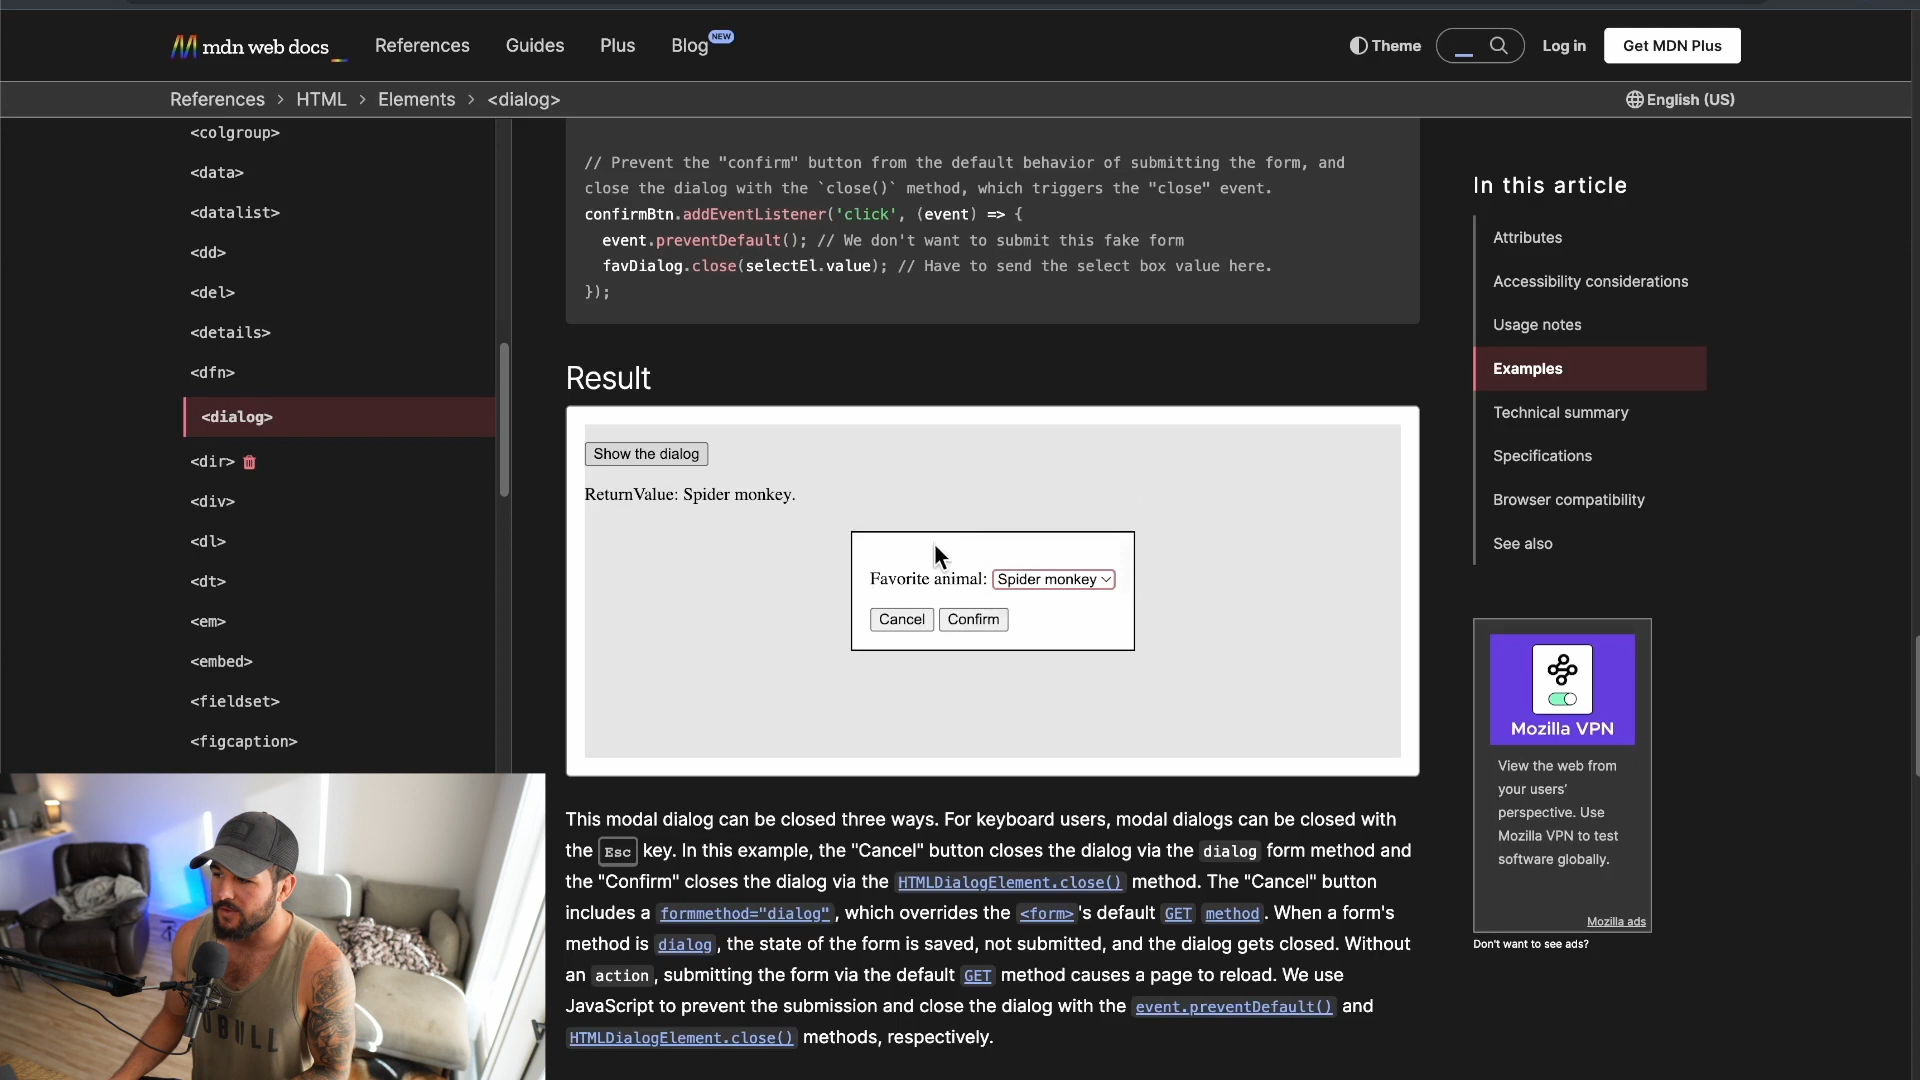 mdn web docs
References
Guides
Plus
Blog
NEW
Theme
Log in
Get MDN Plus
References > HTML > Elements > <dialog>
English (US)
<colgroup>
<data>
<datalist>
<dd>
<del>
<details>
<dfn>
<dialog>
<dir>
<div>
<dl>
<dt>
<em>
<embed>
<fieldset>
<figcaption>
// Prevent the "confirm" button from the default behavior of submitting the form, and
close the dialog with the `close()` method, which triggers the "close" event.
confirmBtn.addEventListener('click', (event) => {
event.preventDefault(); // We don't want to submit this fake form
favDialog.close(selectEl.value); // Have to send the select box value here.
});
Result
Show the dialog
ReturnValue: Spider monkey.
Favorite animal: Spider monkey
Cancel
Confirm
This modal dialog can be closed three ways. For keyboard users, modal dialogs can be closed with
the Esc key. In this example, the "Cancel" button closes the dialog via the dialog form method and
the "Confirm" closes the dialog via the HTMLDialogElement.close() method. The "Cancel" button
includes a formmethod="dialog", which overrides the <form>'s default GET method. When a form's
method is dialog, the state of the form is saved, not submitted, and the dialog gets closed. Without
an action, submitting the form via the default GET method causes a page to reload. We use
JavaScript to prevent the submission and close the dialog with the event.preventDefault() and
HTMLDialogElement.close() methods, respectively.
In this article
Attributes
Accessibility considerations
Usage notes
Examples
Technical summary
Specifications
Browser compatibility
See also
Mozilla VPN
View the web from
your users'
perspective. Use
Mozilla VPN to test
software globally.
Mozilla ads
Don't want to see ads?